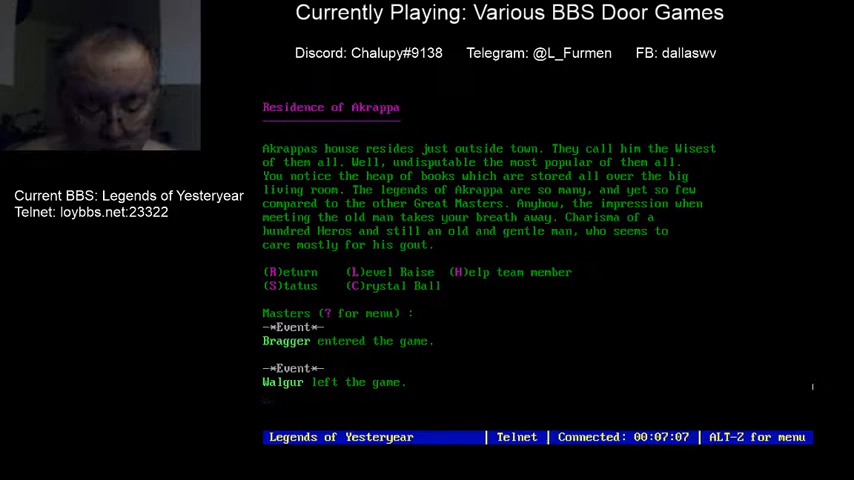 Currently Playing: Various BBS Door Games
Discord: Chalupy#9138 Telegram: @L_Furmen FB: dallaswv
Residence of Akrappa
Akrappas house resides just outside town. They call him the Wisest
of them all. Well, undisputable the most popular of them all.
You notice the heap of books which are stored all over the big
living room. The legends of Akrappa are so many, and yet so few
compared to the other Great Masters. Anyhow, the impression when
meeting the old man takes your breath away. Charisma of a
hundred Heros and still an old and gentle man, who seems to
care mostly for his gout.
Current BBS: Legends of Yesteryear
Telnet: loybbs.net:23322
(R)eturn (L)evel Raise (H)elp team member
(S)tatus (C)rystal Ball
Masters (? for menu) :
-*Event*-
Bragger entered the game.
-*Event*-
Walgur left the game.
Legends of Yesteryear | Telnet | Connected: 00:07:07 | ALT-Z for menu